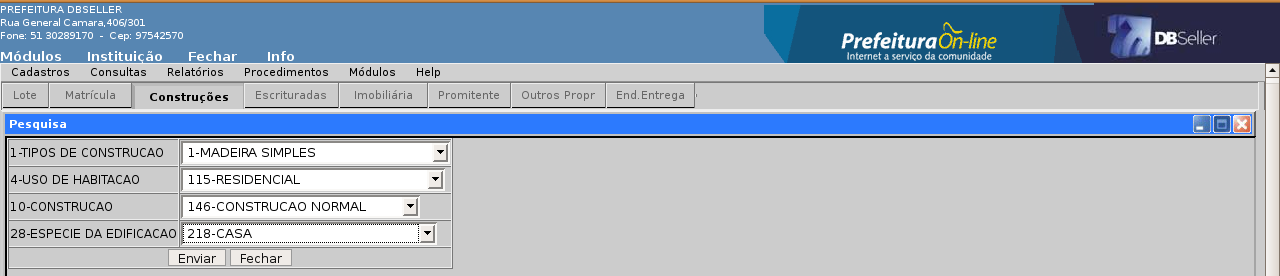 PREFEITURA DBSELLER
Rua General Camara,406/301
Fone: 51 30289170 - Cep: 97542570
Módulos Instituição Fechar Info
Prefeitura On-line
Internet a serviço da comunidade
DBSeller
Cadastros Consultas Relatórios Procedimentos Módulos Help
Lote Matrícula Construções Escrituradas Imobiliária Promitente Outros Propr End.Entrega
Pesquisa
1-TIPOS DE CONSTRUCAO 1-MADEIRA SIMPLES
4-USO DE HABITACAO 115-RESIDENCIAL
10-CONSTRUCAO 146-CONSTRUCAO NORMAL
28-ESPECIE DA EDIFICACAO 218-CASA
Enviar Fechar